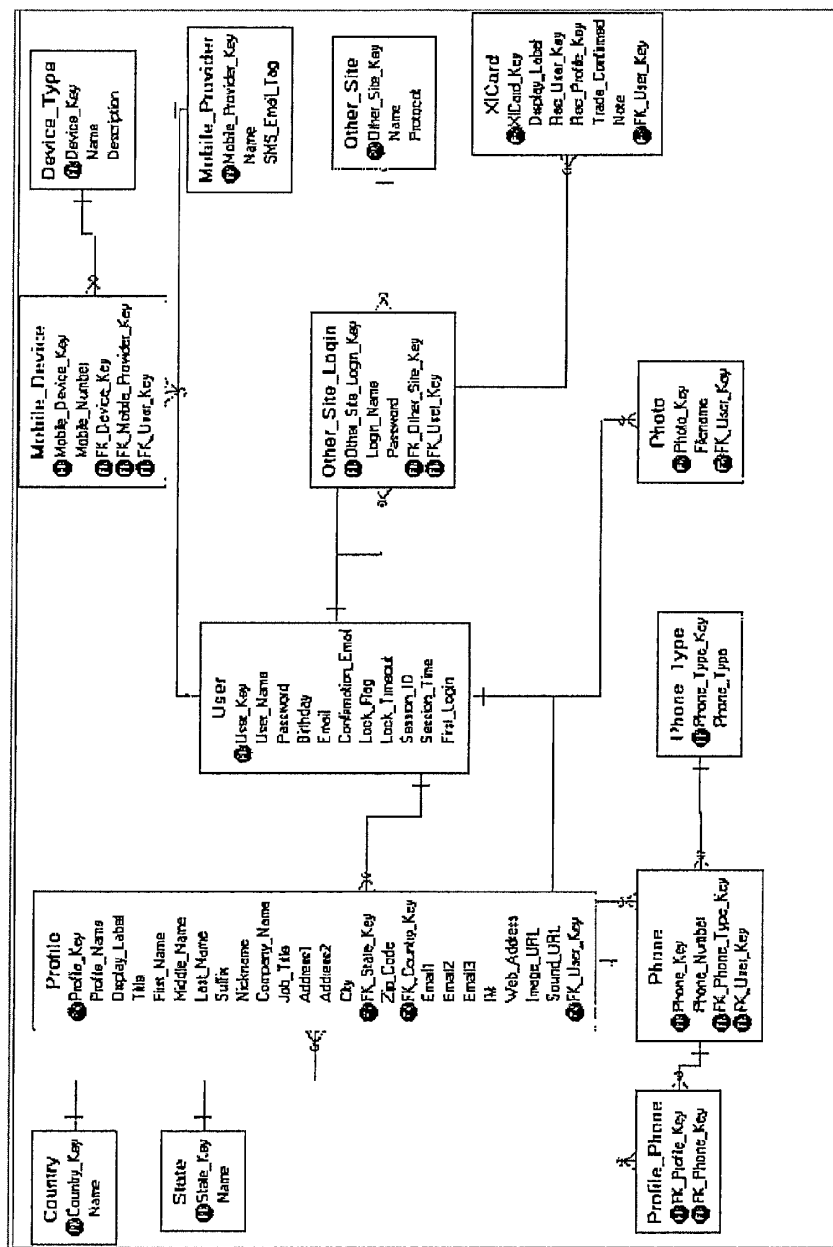 Country
Country_Key
Name
State
State_Key
Name
Profile
Profile_Key
Profile_Name
Display_Label
Title
First_Name
Middle_Name
Last_Name
Suffix
Nickname
Company_Name
Job_Title
Address1
Address2
City
FK_State_Key
Zip_Code
FK_Country_Key
Email1
Email2
Email3
IM
Web_Address
Image_URL
Sound_URL
FK_User_Key
Profile_Phone
FK_Profile_Key
FK_Phone_Key
Phone
Phone_Key
Phone_Number
FK_Phone_Type_Key
FK_User_Key
Phone Type
Phone_Type_Key
Phone_Type
User
User_Key
User_Name
Password
Birthday
Email
Confirmation_Email
Lock_Flag
Lock_Timeout
Session_ID
Session_Time
First_Login
Mobile_Device
Mobile_Device_Key
Mobile_Number
FK_Device_Key
FK_Mobile_Provider_Key
FK_User_Key
Device_Type
Device_Key
Name
Description
Mobile_Provider
Mobile_Provider_Key
Name
SMS_Email_Tag
Other_Site_Login
Other_Site_Login_Key
Login_Name
Password
FK_Other_Site_Key
FK_User_Key
Other_Site
Other_Site_Key
Name
Protocol
Photo
Photo_Key
Filename
FK_User_Key
Display_Label
Rec_User_Key
Rec_Profile_Key
Trade_Confirmed
Note
FK_User_Key